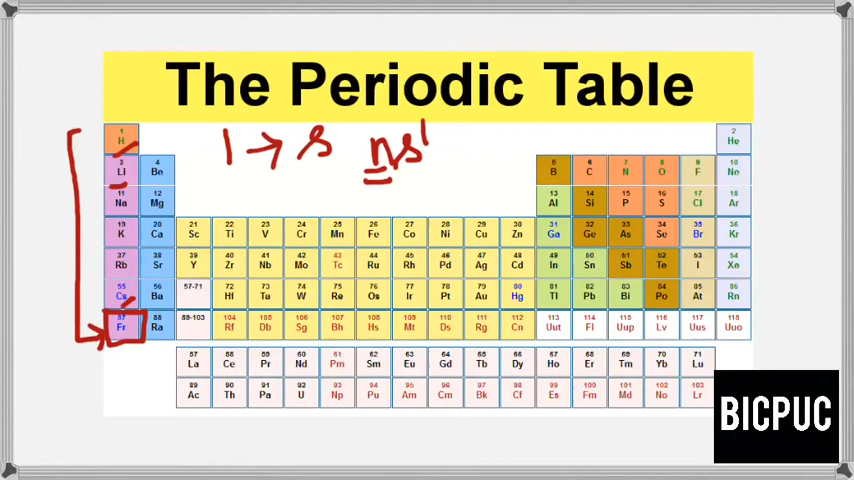 The Periodic Table
1 → s ns¹
1 2
H He
3 4 5 6 7 8 9 10
Li Be B C N O F Ne
11 12 13 14 15 16 17 18
Na Mg Al Si P S Cl Ar
19 20 21 22 23 24 25 26 27 28 29 30 31 32 33 34 35 36
K Ca Sc Ti V Cr Mn Fe Co Ni Cu Zn Ga Ge As Se Br Kr
37 38 39 40 41 42 43 44 45 46 47 48 49 50 51 52 53 54
Rb Sr Y Zr Nb Mo Tc Ru Rh Pd Ag Cd In Sn Sb Te I Xe
55 56 57-71 72 73 74 75 76 77 78 79 80 81 82 83 84 85 86
Cs Ba Hf Ta W Re Os Ir Pt Au Hg Tl Pb Bi Po At Rn
87 88 89-103 104 105 106 107 108 109 110 111 112 113 114 115 116 117 118
Fr Ra Rf Db Sg Bh Hs Mt Ds Rg Cn Uut Fl Uup Lv Uus Uuo
57 58 59 60 61 62 63 64 65 66 67 68 69 70 71
La Ce Pr Nd Pm Sm Eu Gd Tb Dy Ho Er Tm Yb Lu
89 90 91 92 93 94 95 96 97 98 99 100 101 102 103
Ac Th Pa U Np Pu Am Cm Bk Cf Es Fm Md No Lr
BICPUC